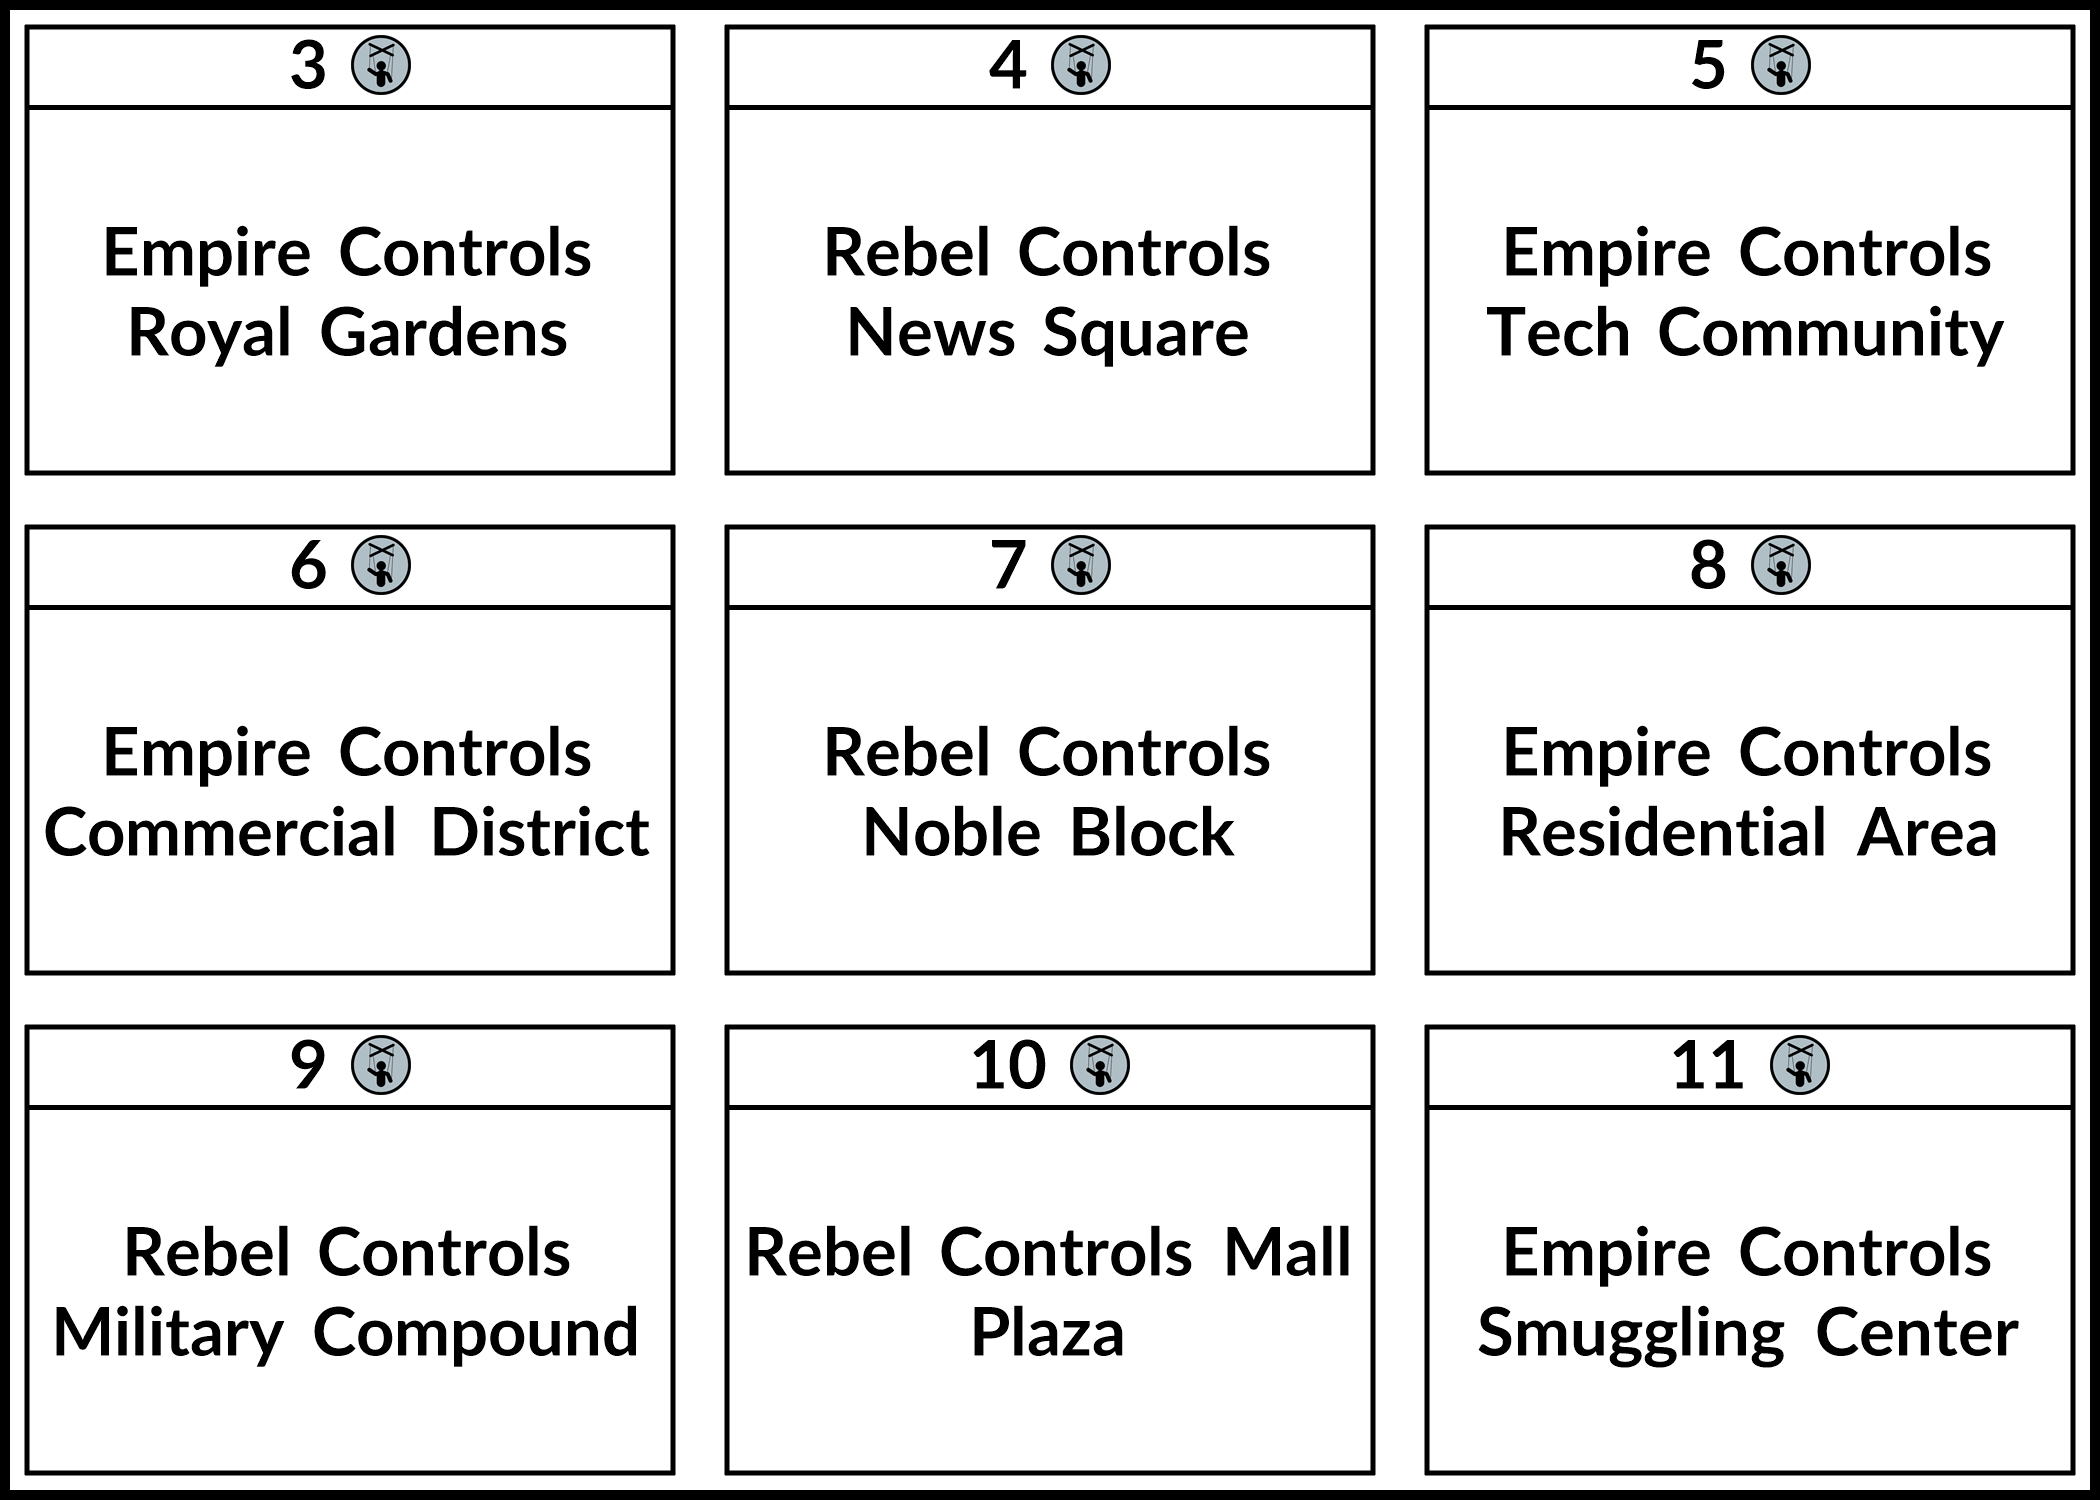 3
Empire Controls
Royal Gardens
4
Rebel Controls
News Square
5
Empire Controls
Tech Community
6
Empire Controls
Commercial District
7
Rebel Controls
Noble Block
8
Empire Controls
Residential Area
9
Rebel Controls
Military Compound
10
Rebel Controls Mall
Plaza
11
Empire Controls
Smuggling Center